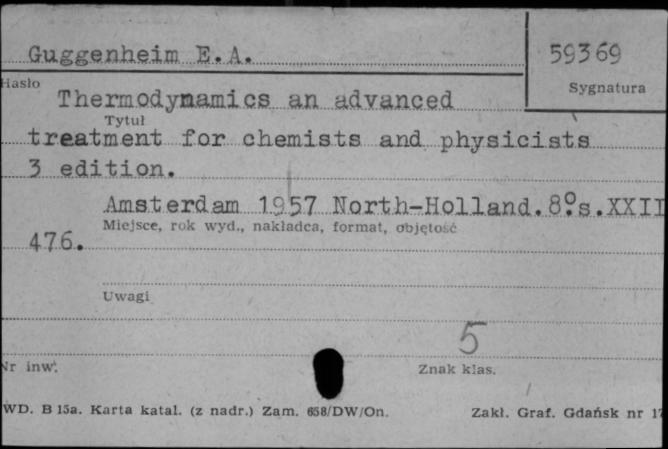 Guggenheim E.A.
59369
Hasło
Sygnatura
Thermodynamics an advanced
Tytuł
treatment for chemists and physicists
3 edition.
Amsterdam 1957 North-Holland.8°s.XXII
Miejsce, rok wyd., nakładca, format, objętość
476.
Uwagi
5
Nr inw.
Znak klas.
WD. B 15a. Karta katal. (z nadr.) Zam. 658/DW/On.
Zakł. Graf. Gdańsk nr